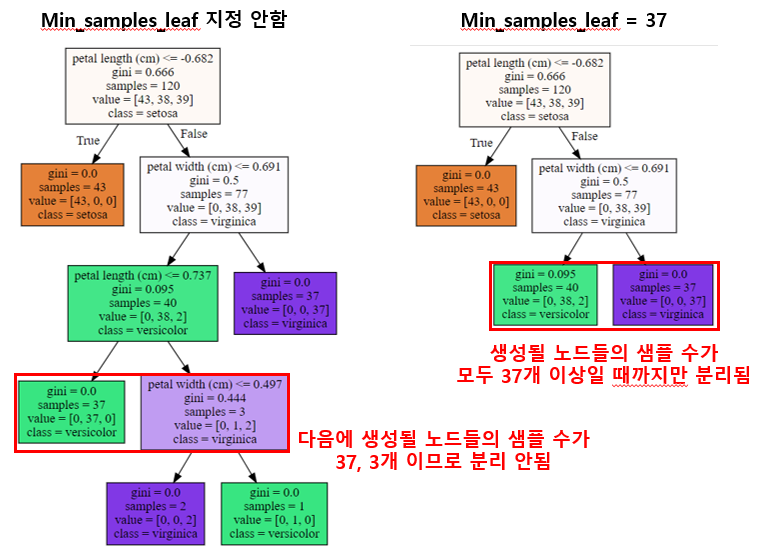 Min_samples_leaf 지정 안함
petal length (cm) <= -0.682
gini = 0.666
samples = 120
value = [43, 38, 39]
class = setosa
True
False
gini = 0.0
samples = 43
value = [43, 0, 0]
class = setosa
petal width (cm) <= 0.691
gini = 0.5
samples = 77
value = [0, 38, 39]
class = virginica
petal length (cm) <= 0.737
gini = 0.095
samples = 40
value = [0, 38, 2]
class = versicolor
gini = 0.0
samples = 37
value = [0, 0, 37]
class = virginica
gini = 0.0
samples = 37
value = [0, 37, 0]
class = versicolor
petal width (cm) <= 0.497
gini = 0.444
samples = 3
value = [0, 1, 2]
class = virginica
다음에 생성될 노드들의 샘플 수가
37, 3개 이므로 분리 안됨
gini = 0.0
samples = 2
value = [0, 0, 2]
class = virginica
gini = 0.0
samples = 1
value = [0, 1, 0]
class = versicolor
Min_samples_leaf = 37
petal length (cm) <= -0.682
gini = 0.666
samples = 120
value = [43, 38, 39]
class = setosa
True
False
gini = 0.0
samples = 43
value = [43, 0, 0]
class = setosa
petal width (cm) <= 0.691
gini = 0.5
samples = 77
value = [0, 38, 39]
class = virginica
gini = 0.095
samples = 40
value = [0, 38, 2]
class = versicolor
gini = 0.0
samples = 37
value = [0, 0, 37]
class = virginica
생성될 노드들의 샘플 수가
모두 37개 이상일 때까지만 분리됨